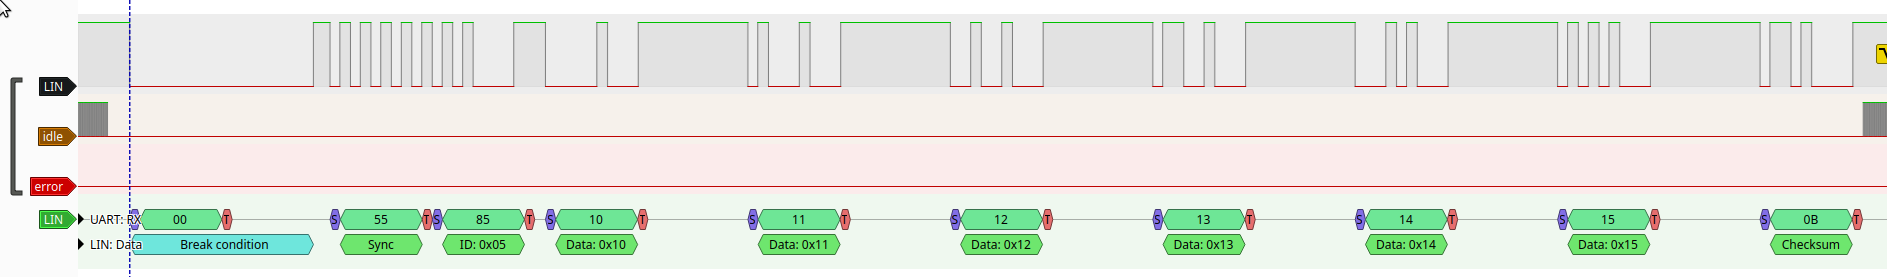 LIN
idle
error
LIN UART: RX 00 T S 55 T S 85 T S 10 T S 11 T S 12 T S 13 T S 14 T S 15 T S 0B T
LIN: Data Break condition Sync ID: 0x05 Data: 0x10 Data: 0x11 Data: 0x12 Data: 0x13 Data: 0x14 Data: 0x15 Checksum